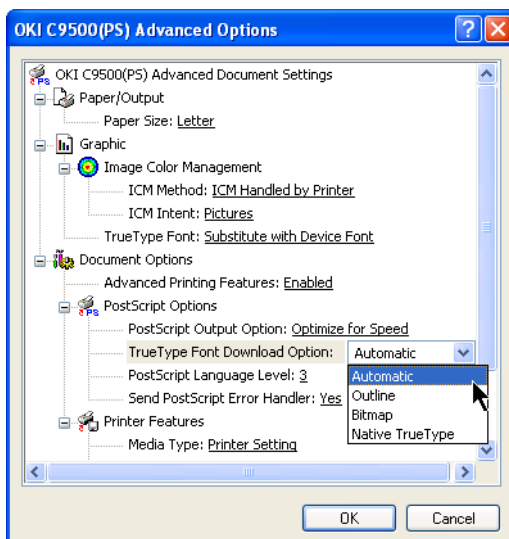 OKI C9500(PS) Advanced Options
OKI C9500(PS) Advanced Document Settings
Paper/Output
Paper Size: Letter
Graphic
Image Color Management
ICM Method: ICM Handled by Printer
ICM Intent: Pictures
TrueType Font: Substitute with Device Font
Document Options
Advanced Printing Features: Enabled
PostScript Options
PostScript Output Option: Optimize for Speed
TrueType Font Download Option: Automatic
PostScript Language Level: 3
Automatic
Send PostScript Error Handler: Yes
Outline
Bitmap
Native TrueType
Printer Features
Media Type: Printer Setting
OK Cancel